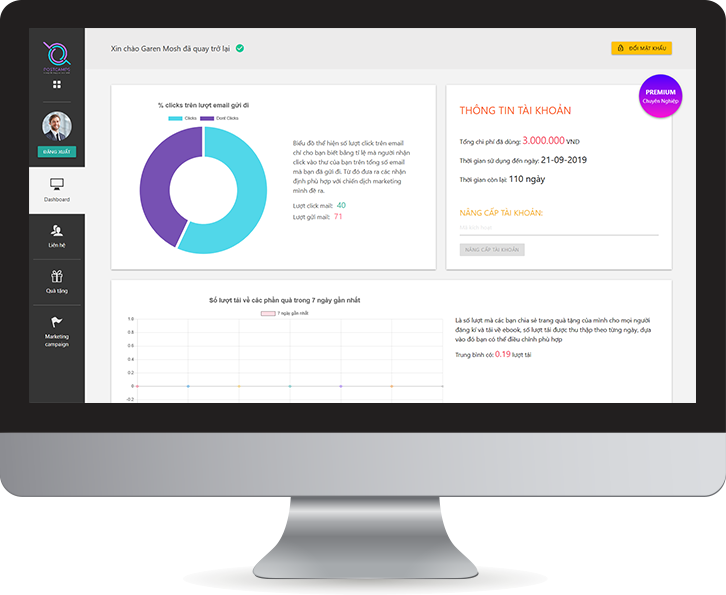 Xin chào Garen Mosh đã quay trở lại
ĐỔI MẬT KHẨU
POSTCAMPS
ĐĂNG XUẤT
Dashboard
Liên hệ
Quà tặng
Marketing
campaign
% clicks trên lượt email gửi đi
Clicks
Dont Clicks
Biểu đồ thể hiện số lượt click trên email
chỉ cho bạn biết bằng tỉ lệ mà người nhận
click vào thư của bạn trên tổng số email
mà bạn đã gửi đi. Từ đó đưa ra các nhận
định phù hợp với chiến dịch marketing
mình đề ra.
Lượt click mail: 40
Lượt gửi mail: 71
PREMIUM
Chuyên Nghiệp
THÔNG TIN TÀI KHOẢN
Tổng chi phí đã dùng: 3.000.000 VND
Thời gian sử dụng đến ngày: 21-09-2019
Thời gian còn lại: 110 ngày
NÂNG CẤP TÀI KHOẢN:
NÂNG CẤP TÀI KHOẢN
Số lượt tải về các phần quà trong 7 ngày gần nhất
7 ngày gần nhất
1.0
0.8
0.6
0.4
0.2
0
-0.2
Là số lượt mà các bạn chia sẻ trang quà tặng của mình cho mọi người
đăng kí và tải về ebook, số lượt tải được thu thập theo từng ngày, dựa
vào đó bạn có thể điều chỉnh phù hợp
Trung bình có: 0.19 lượt tải